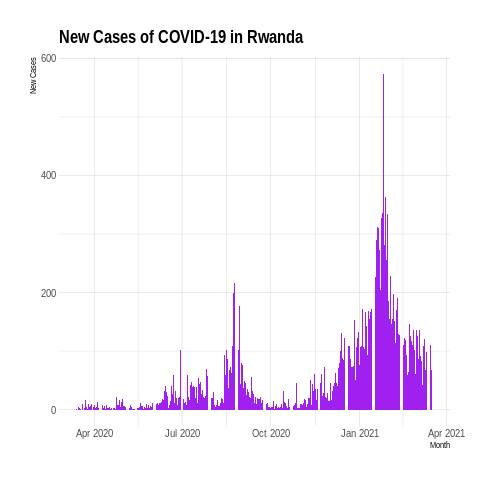 New Cases of COVID-19 in Rwanda
New Cases
600
400
200
0
Apr 2020 Jul 2020 Oct 2020 Jan 2021 Apr 2021
Month